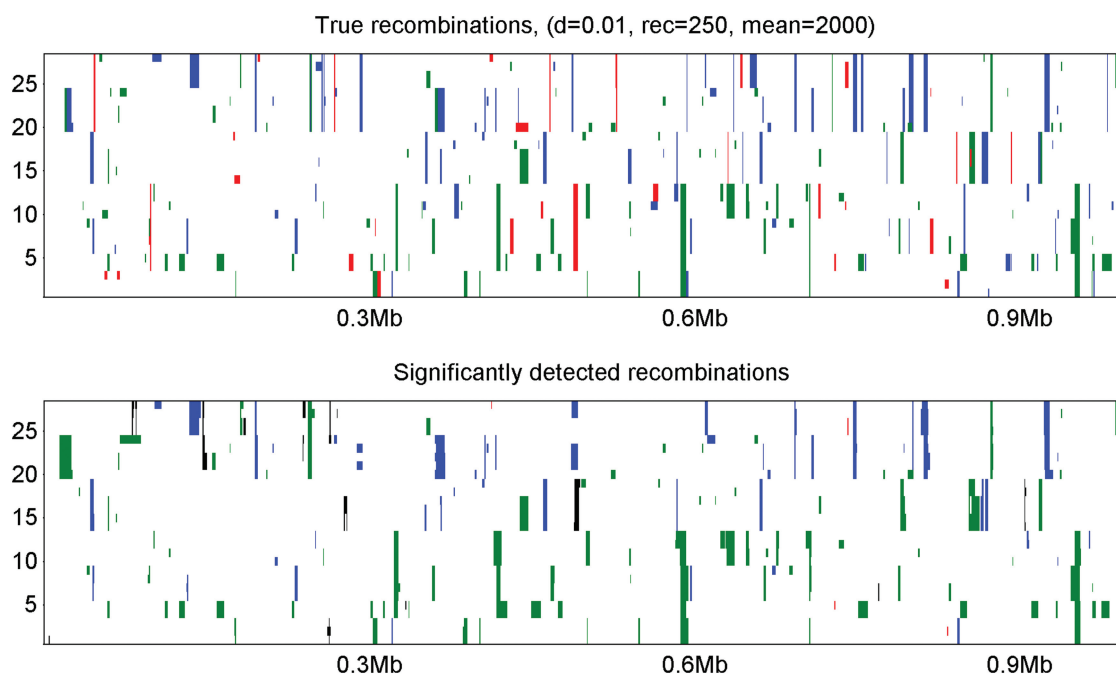 True recombinations, (d=0.01, rec=250, mean=2000)
25
20
15
10
5
0.3Mb 0.6Mb 0.9Mb
Significantly detected recombinations
25
20
15
10
5
0.3Mb 0.6Mb 0.9Mb